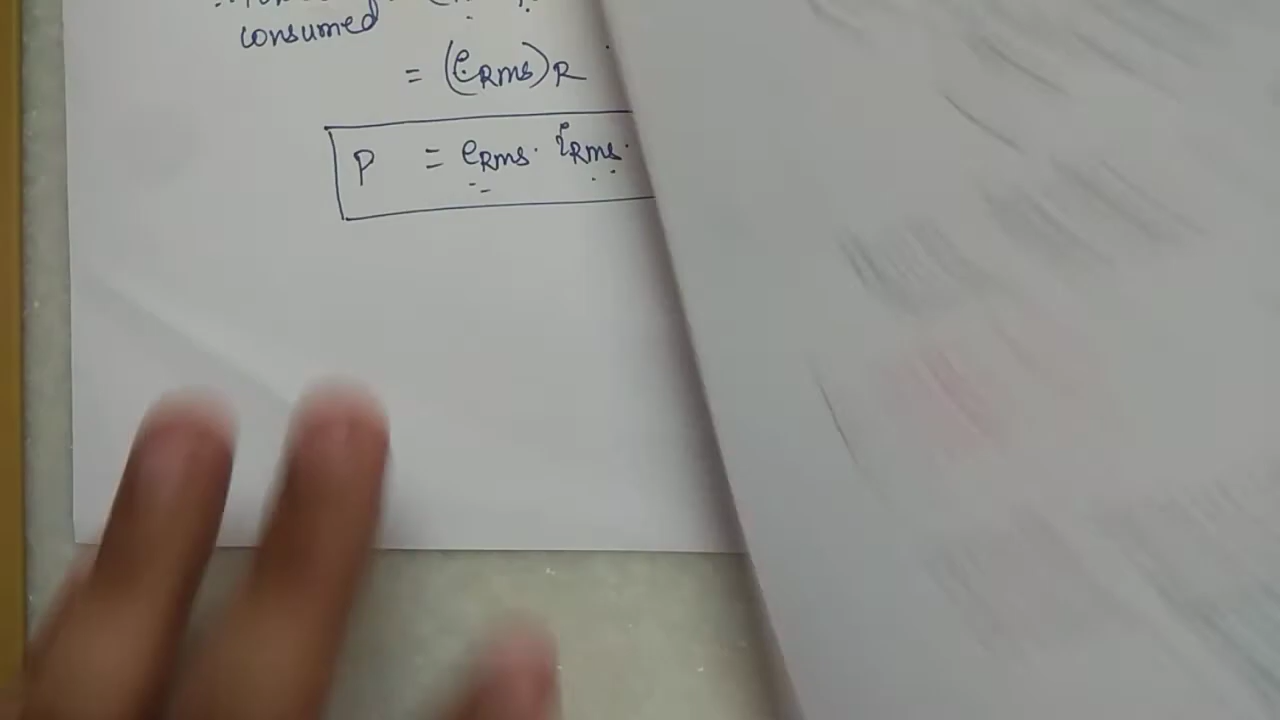 consumed
= (eRms)R
P = eRms. iRms.